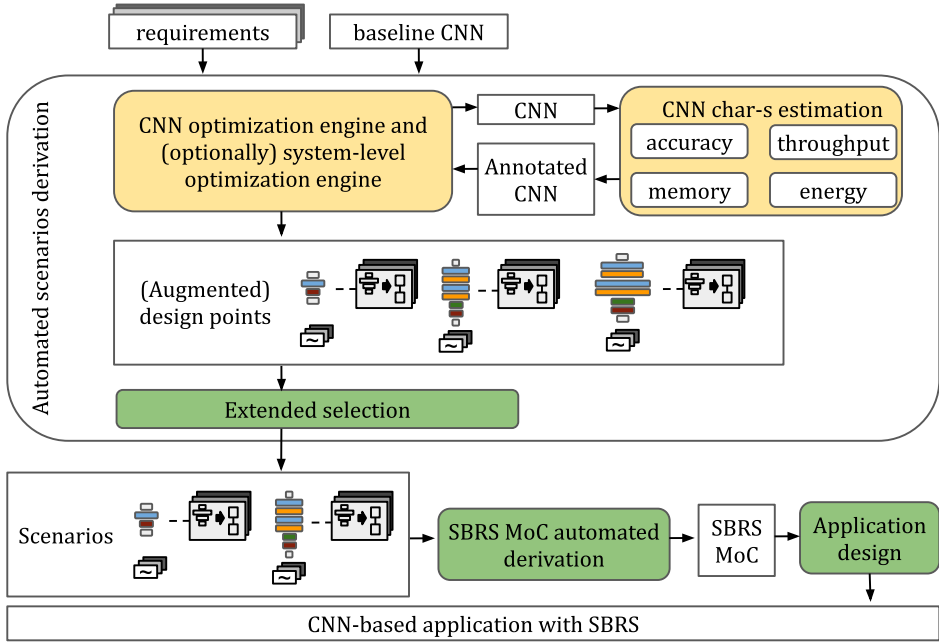 requirements
baseline CNN
Automated scenarios derivation
CNN optimization engine and
(optionally) system-level
optimization engine
CNN
Annotated
CNN
CNN char-s estimation
accuracy
throughput
memory
energy
(Augmented)
design points
~
~
~
Extended selection
Scenarios
~
~
SBRS MoC automated
derivation
SBRS
MoC
Application
design
CNN-based application with SBRS